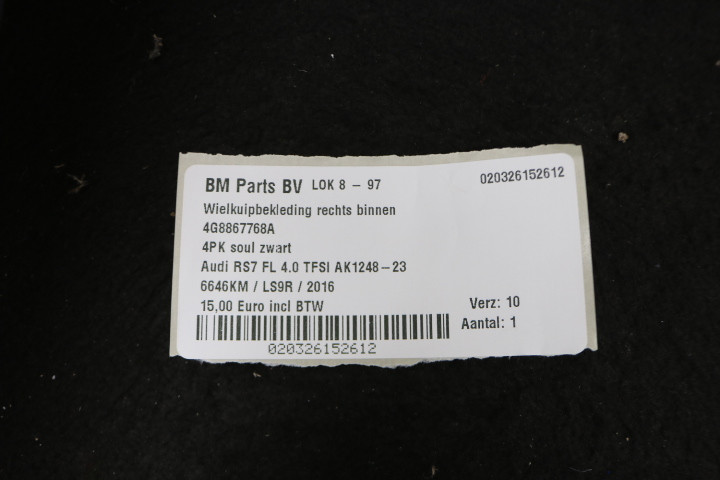 BM Parts BV LOK 8 - 97 020326152612
Wielkuipbekleding rechts binnen
4G8867768A
4PK soul zwart
Audi RS7 FL 4.0 TFSI AK1248-23
6646KM / LS9R / 2016
15,00 Euro incl BTW Verz: 10
Aantal: 1
020326152612